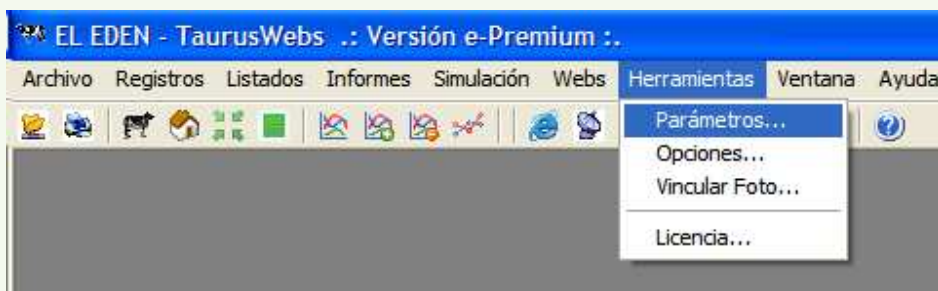 EL EDEN - TaurusWebs .: Versión e-Premium :.
Archivo Registros Listados Informes Simulación Webs Herramientas Ventana Ayuda
Parámetros...
Opciones...
Vincular Foto...
Licencia...